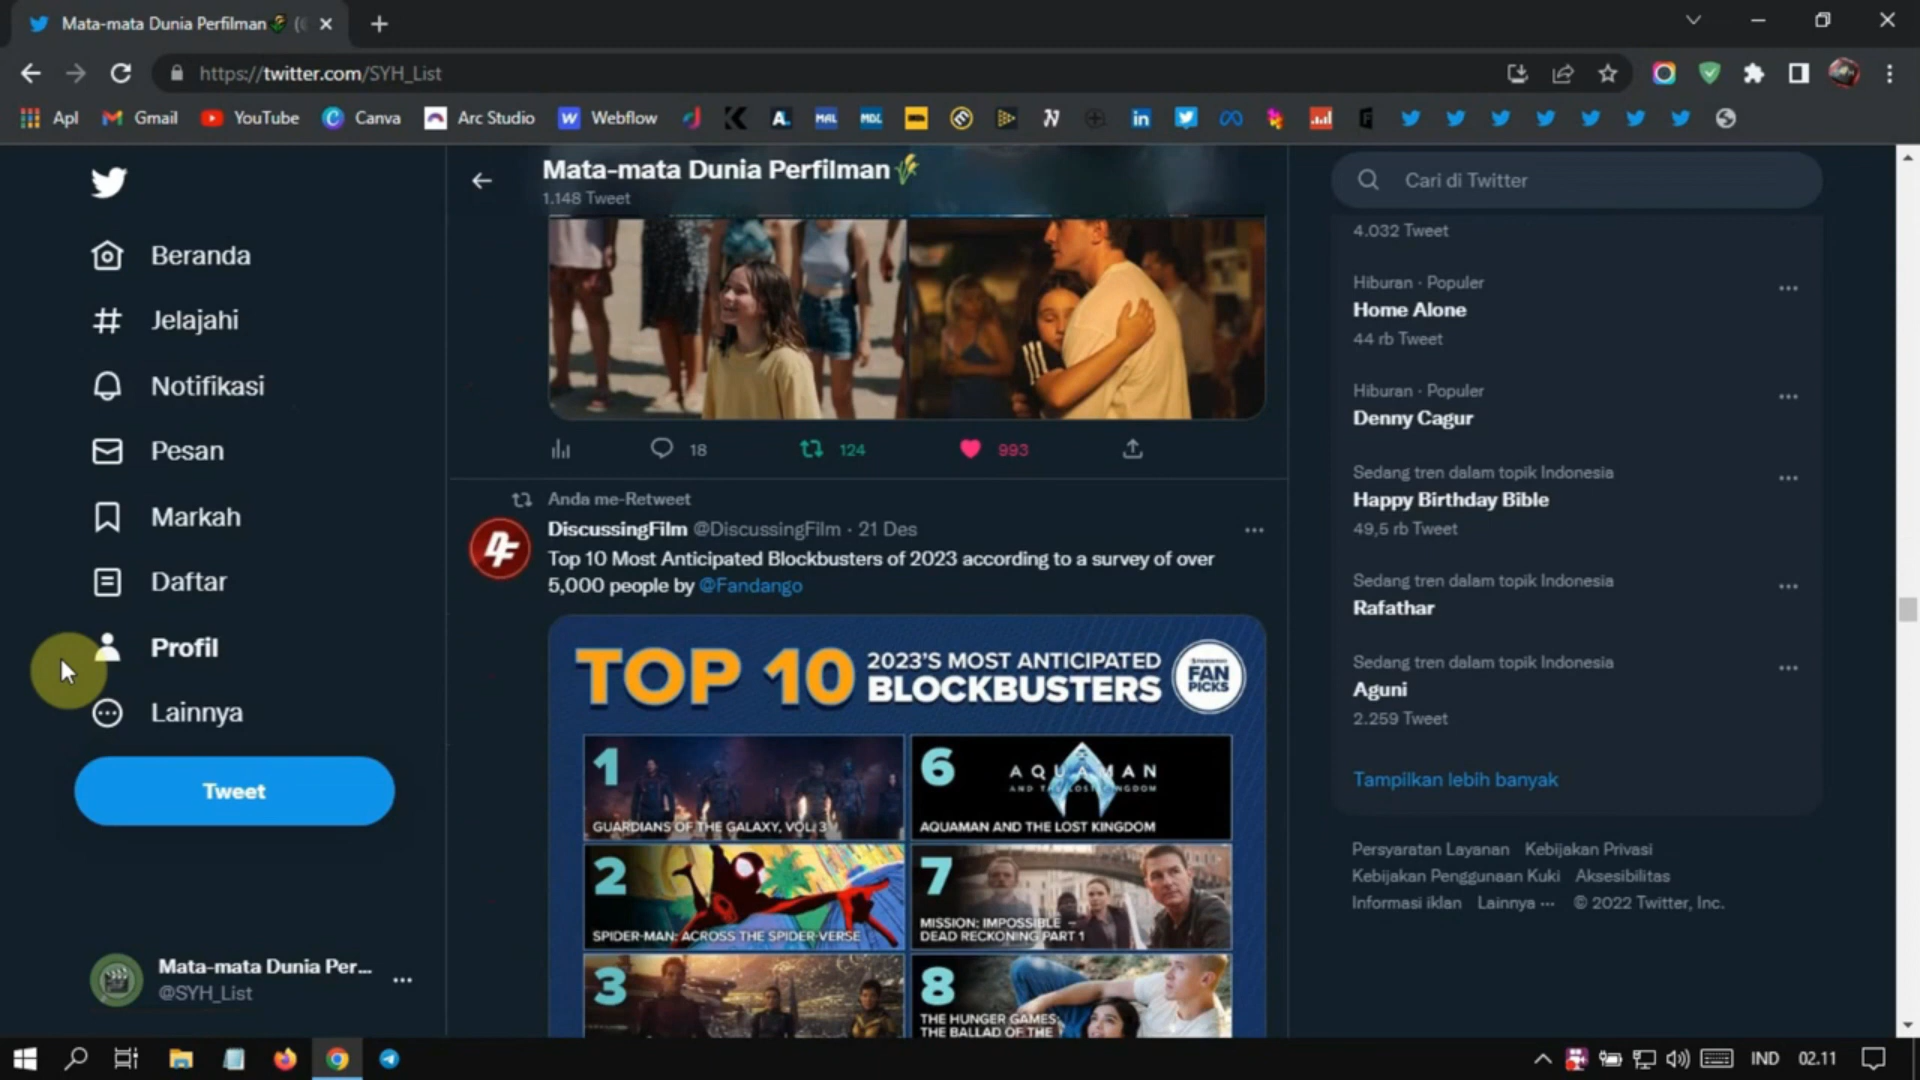 Mata-mata Dunia Perfilman
https://twitter.com/SYH_List
Apl
Gmail
YouTube
Canva
Arc Studio
Webflow
A.
MAL
MDL
in
Beranda
Jelajahi
Notifikasi
Pesan
Markah
Daftar
Profil
Lainnya
Tweet
Mata-mata Dunia Per...
@SYH_List
Mata-mata Dunia Perfilman
1.148 Tweet
18
124
993
Anda me-Retweet
DiscussingFilm @DiscussingFilm · 21 Des
Top 10 Most Anticipated Blockbusters of 2023 according to a survey of over
5,000 people by @Fandango
TOP 10
2023'S MOST ANTICIPATED
BLOCKBUSTERS
FAN
PICKS
1
GUARDIANS OF THE GALAXY, VOL. 3
6
AQUAMAN
AND THE LOST KINGDOM
AQUAMAN AND THE LOST KINGDOM
2
SPIDER-MAN: ACROSS THE SPIDER-VERSE
7
MISSION: IMPOSSIBLE –
DEAD RECKONING PART 1
3
8
THE HUNGER GAMES:
THE BALLAD OF THE
Cari di Twitter
4.032 Tweet
Hiburan · Populer
Home Alone
44 rb Tweet
Hiburan · Populer
Denny Cagur
Sedang tren dalam topik Indonesia
Happy Birthday Bible
49,5 rb Tweet
Sedang tren dalam topik Indonesia
Rafathar
Sedang tren dalam topik Indonesia
Aguni
2.259 Tweet
Tampilkan lebih banyak
Persyaratan Layanan Kebijakan Privasi
Kebijakan Penggunaan Kuki Aksesibilitas
Informasi iklan Lainnya ··· © 2022 Twitter, Inc.
IND
02.11